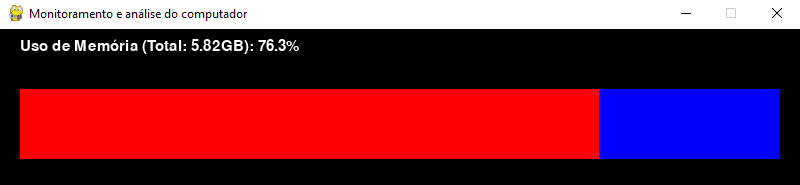 Monitoramento e análise do computador
Uso de Memória (Total: 5.82GB): 76.3%